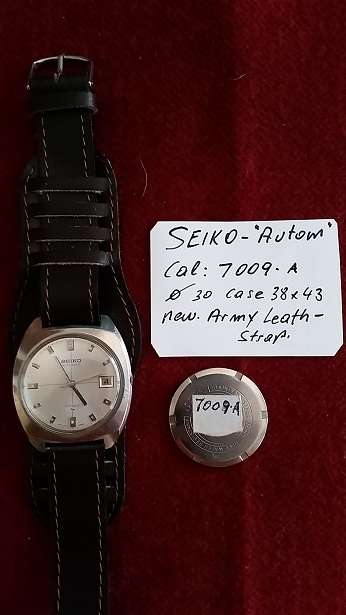 SEIKO-"Autom"
Cal: 7009.A
ø 30 case 38x43
new. Army Leath-
Strap.
SEIKO
7009.A